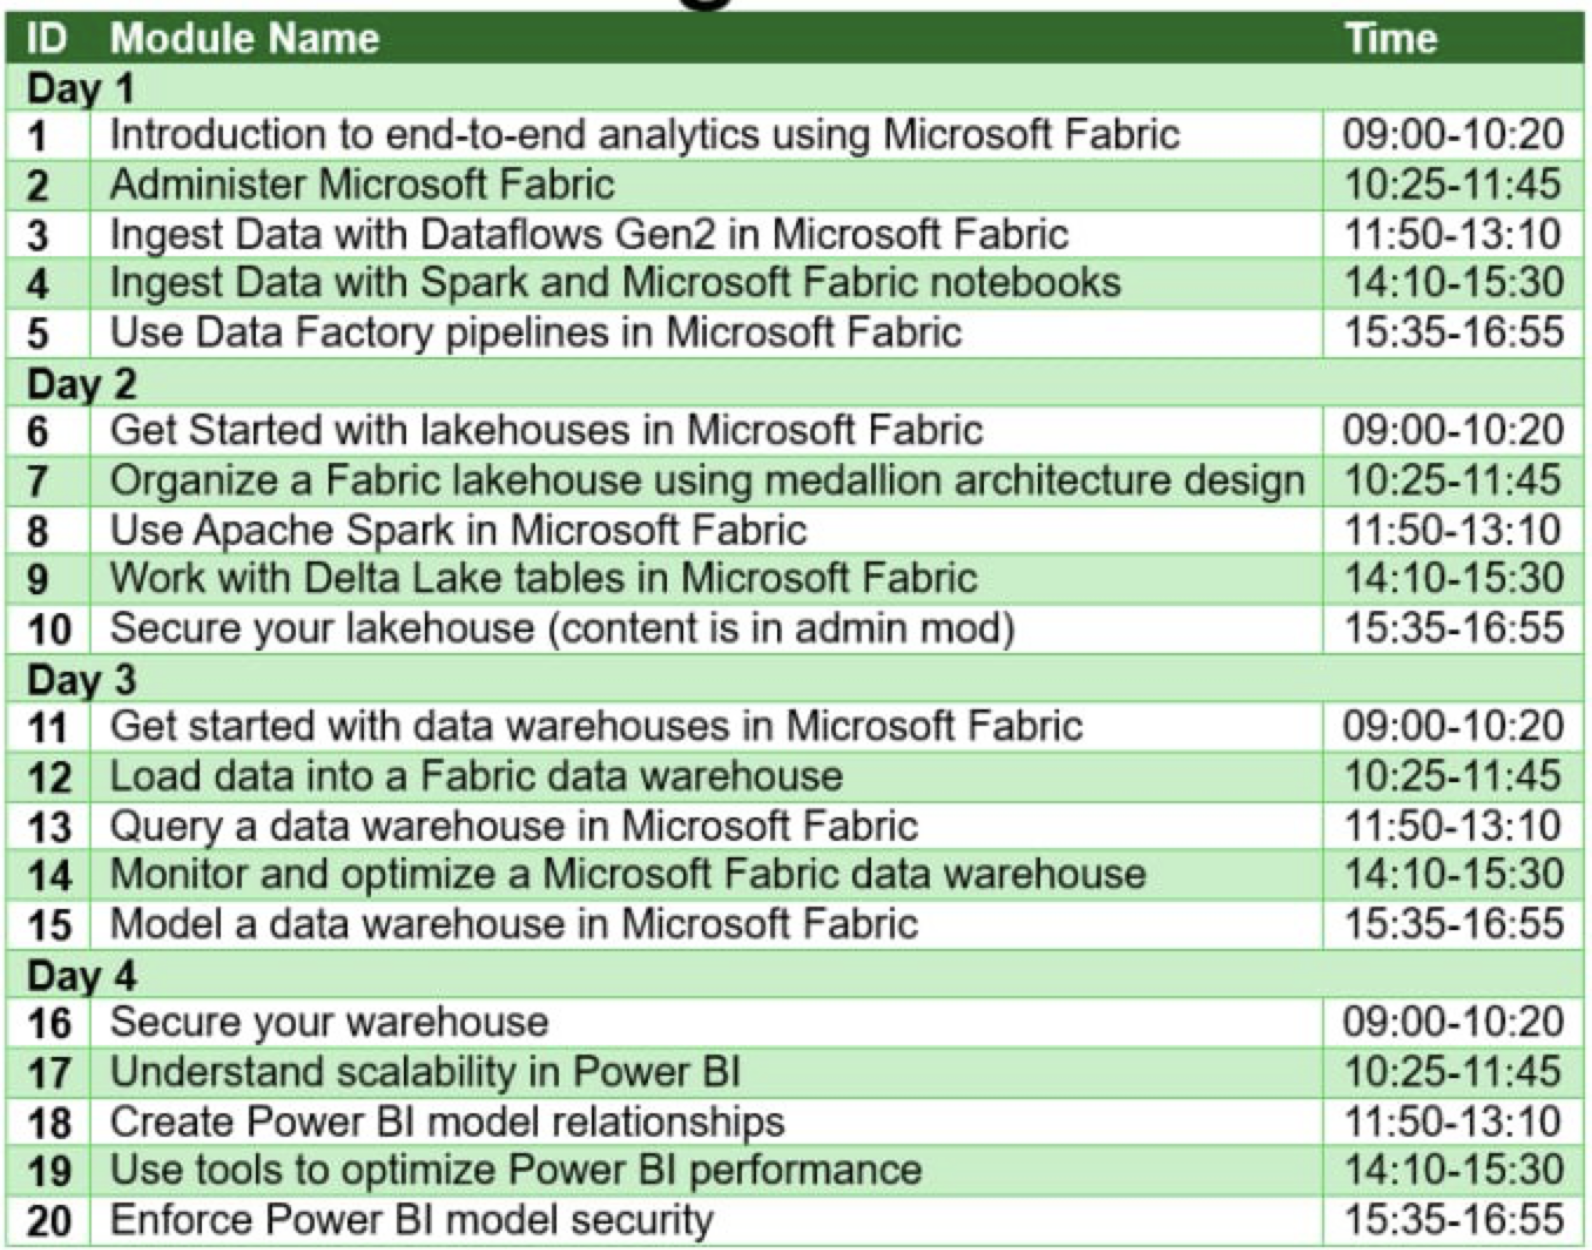 ID Module Name Time
Day 1
1 Introduction to end-to-end analytics using Microsoft Fabric 09:00-10:20
2 Administer Microsoft Fabric 10:25-11:45
3 Ingest Data with Dataflows Gen2 in Microsoft Fabric 11:50-13:10
4 Ingest Data with Spark and Microsoft Fabric notebooks 14:10-15:30
5 Use Data Factory pipelines in Microsoft Fabric 15:35-16:55
Day 2
6 Get Started with lakehouses in Microsoft Fabric 09:00-10:20
7 Organize a Fabric lakehouse using medallion architecture design 10:25-11:45
8 Use Apache Spark in Microsoft Fabric 11:50-13:10
9 Work with Delta Lake tables in Microsoft Fabric 14:10-15:30
10 Secure your lakehouse (content is in admin mod) 15:35-16:55
Day 3
11 Get started with data warehouses in Microsoft Fabric 09:00-10:20
12 Load data into a Fabric data warehouse 10:25-11:45
13 Query a data warehouse in Microsoft Fabric 11:50-13:10
14 Monitor and optimize a Microsoft Fabric data warehouse 14:10-15:30
15 Model a data warehouse in Microsoft Fabric 15:35-16:55
Day 4
16 Secure your warehouse 09:00-10:20
17 Understand scalability in Power BI 10:25-11:45
18 Create Power BI model relationships 11:50-13:10
19 Use tools to optimize Power BI performance 14:10-15:30
20 Enforce Power BI model security 15:35-16:55